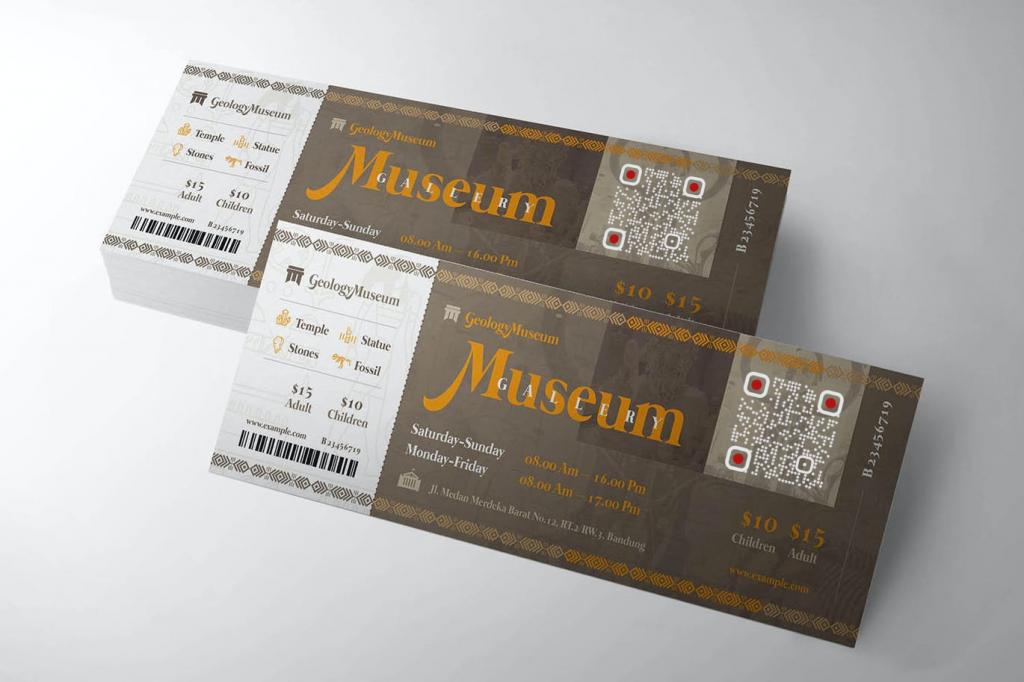 GeologyMuseum
Temple
Statue
Stones
Fossil
$15
Adult
$10
Children
www.example.com
B23456719
GeologyMuseum
Museum
GALLERY
Saturday-Sunday
08.00 Am – 16.00 Pm
$10 $15
B23456719
GeologyMuseum
Temple
Statue
Stones
Fossil
$15
Adult
$10
Children
www.example.com
B23456719
GeologyMuseum
Museum
GALLERY
Saturday-Sunday
08.00 Am – 16.00 Pm
Monday-Friday
08.00 Am – 17.00 Pm
Jl. Medan Merdeka Barat No.12, RT.2/RW.3, Bandung
$10 $15
Children Adult
www.example.com
B23456719